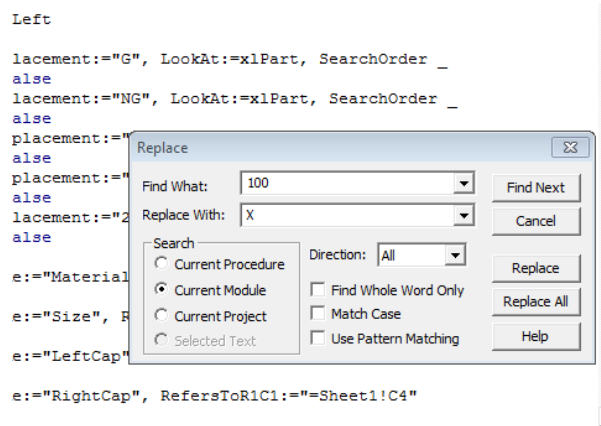 Left
lacement:="G", LookAt:=xlPart, SearchOrder _
alse
lacement:="NG", LookAt:=xlPart, SearchOrder _
alse
placement:="
alse
placement:="
alse
lacement:="2
alse
e:="Material
e:="Size", R
e:="LeftCap"
e:="RightCap", RefersToR1C1:="=Sheet1!C4"
Replace
Find What: 100
Find Next
Replace With: X
Cancel
Search
Direction: All
Current Procedure
Replace
Current Module
Find Whole Word Only
Replace All
Current Project
Match Case
Selected Text
Use Pattern Matching
Help